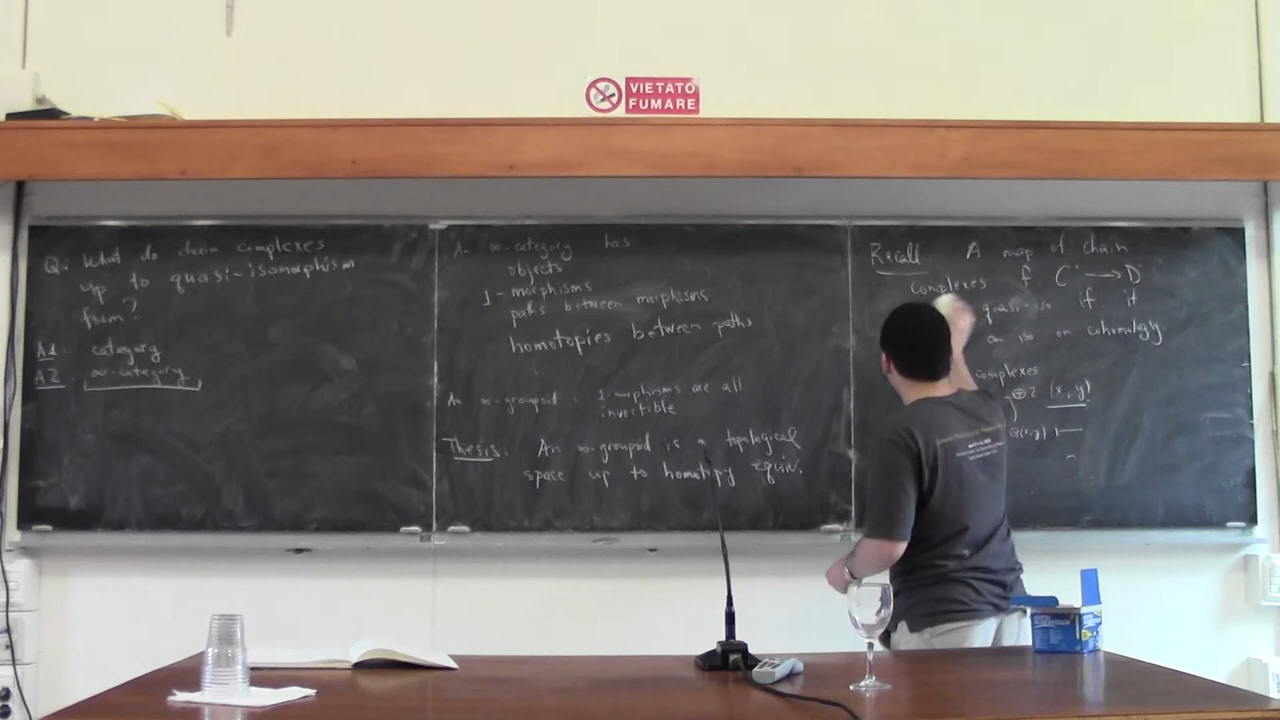 VIETATO
FUMARE
Q: What do chain complexes
up to quasi-isomorphism
form?
A1. category
A2. ∞-category
An ∞-category has
objects
1-morphisms
paths between morphisms
homotopies between paths
An ∞-groupoid: 1-morphisms are all
invertible
Thesis: An ∞-groupoid is a topological
space up to homotopy equiv.
Recall A map of chain
complexes f: C• → D•
quasi-iso if it
an iso on cohomology
complexes
(x, y)